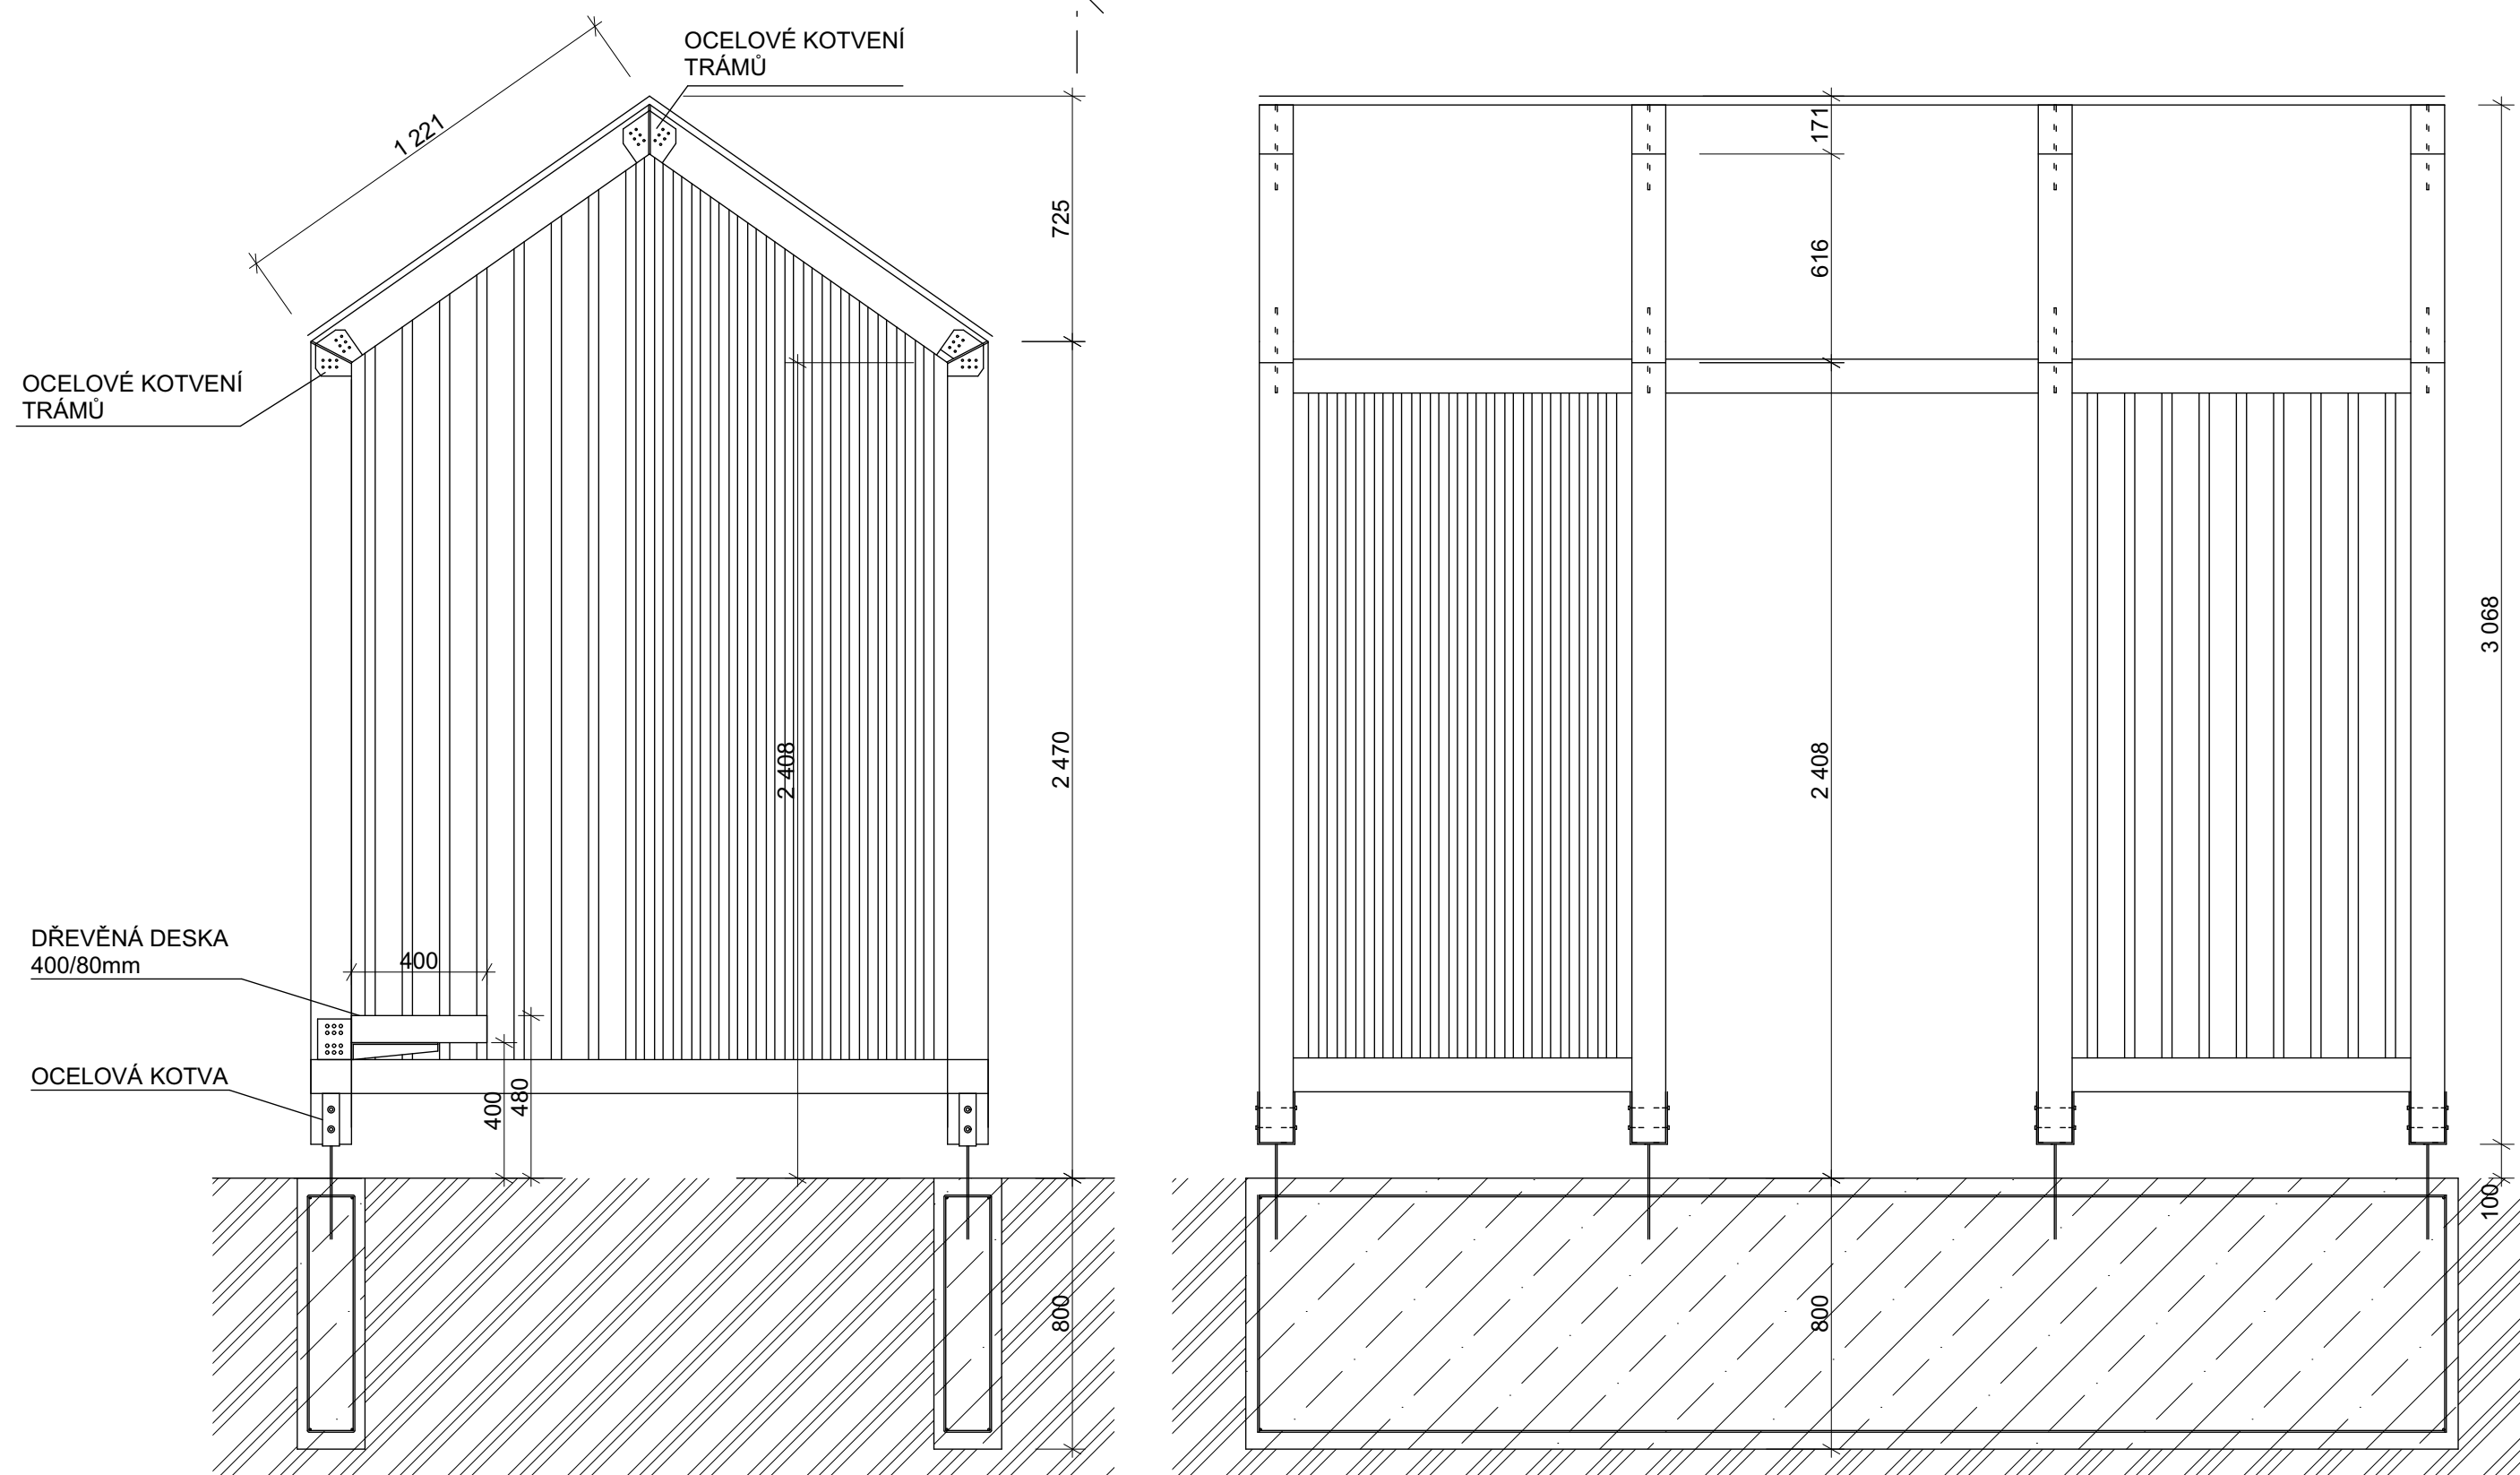 OCELOVÉ KOTVENÍ
TRÁMŮ
1 221
171
725
616
OCELOVÉ KOTVENÍ
TRÁMŮ
3 068
2 408
2 470
2 408
DŘEVĚNÁ DESKA
400/80mm
400
OCELOVÁ KOTVA
400
480
100
800
800